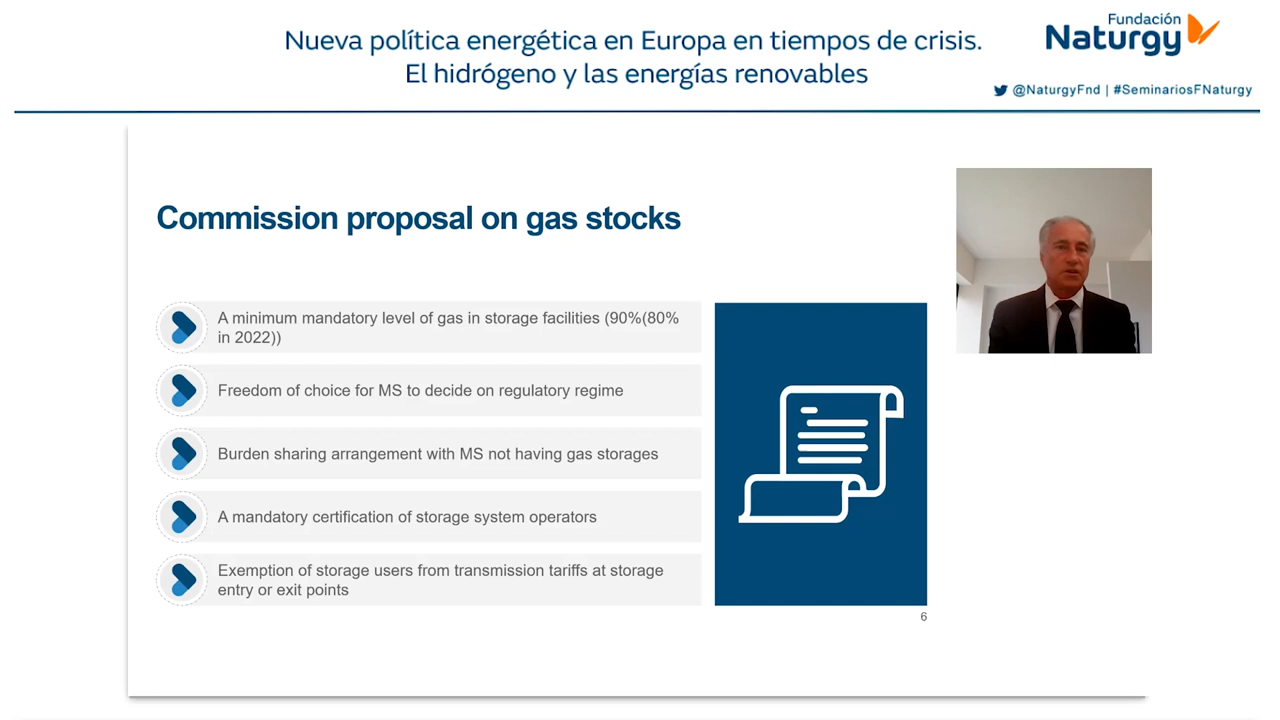 Nueva política energética en Europa en tiempos de crisis.
El hidrógeno y las energías renovables
Fundación
Naturgy
@NaturgyFnd | #SeminariosFNaturgy
Commission proposal on gas stocks
A minimum mandatory level of gas in storage facilities (90%(80%
in 2022))
Freedom of choice for MS to decide on regulatory regime
Burden sharing arrangement with MS not having gas storages
A mandatory certification of storage system operators
Exemption of storage users from transmission tariffs at storage
entry or exit points
6